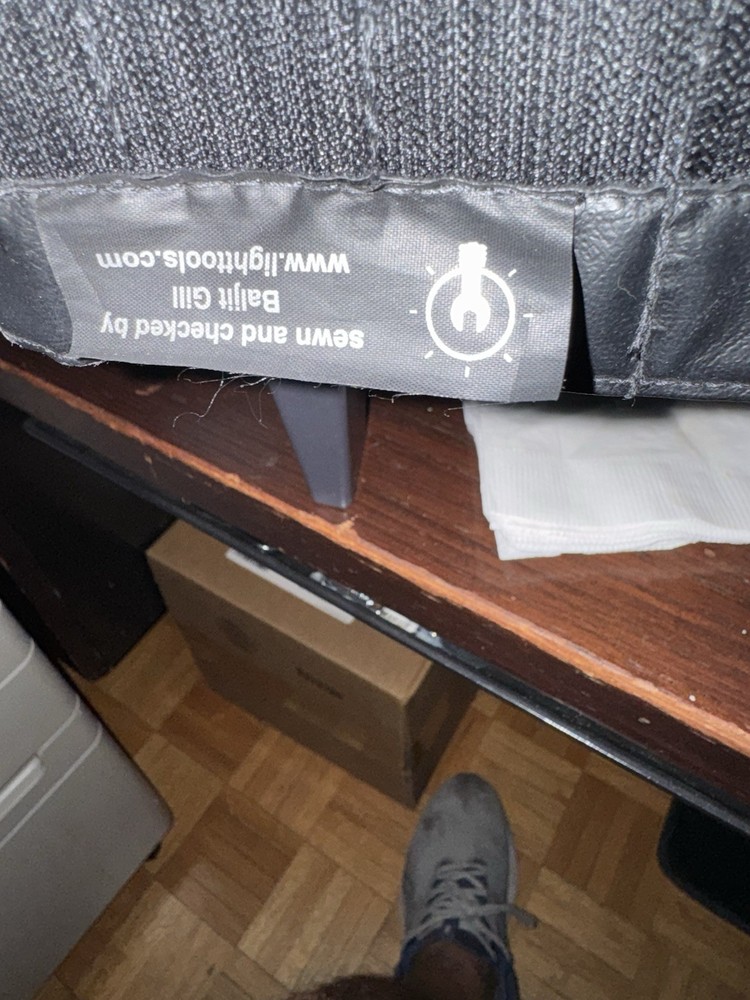 sewn and checked by
Baljit Gill
www.lighttools.com